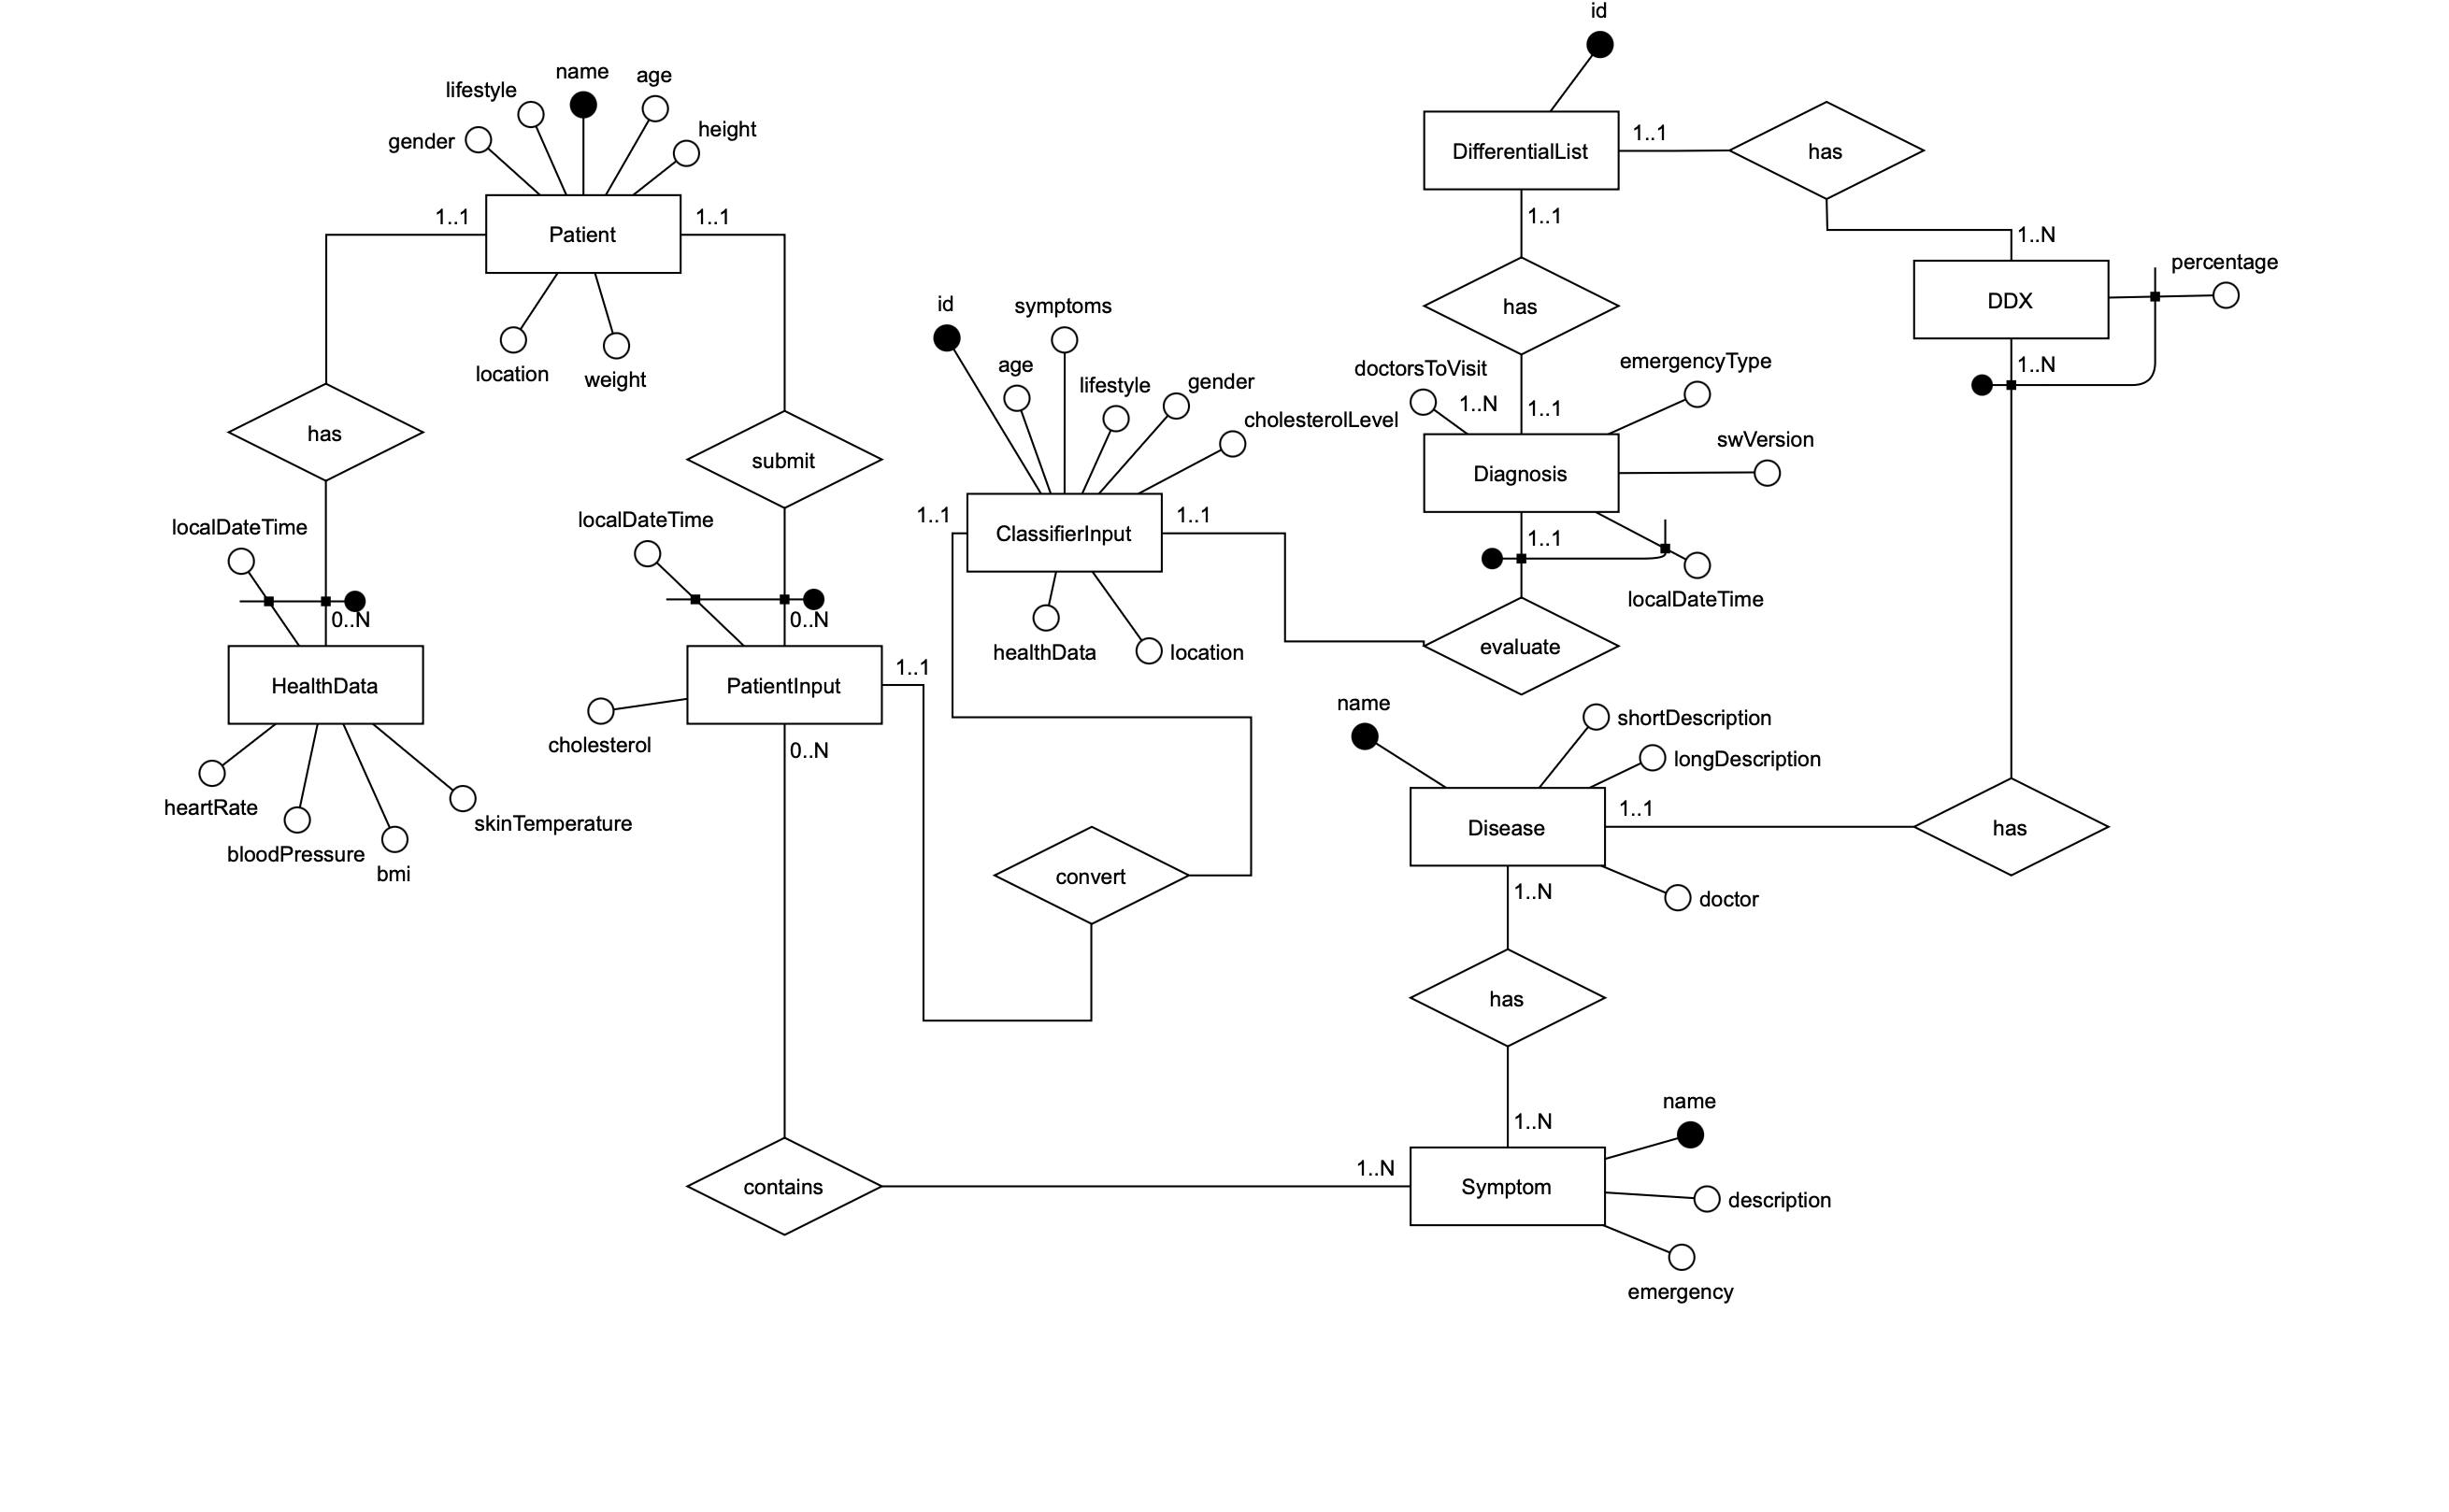 id
name
age
lifestyle
height
gender
1..1
DifferentialList
has
1..1
Patient
1..1
1..1
1..N
percentage
DDX
id
symptoms
has
location
weight
age
lifestyle
gender
cholesterolLevel
doctorsToVisit
1..N
emergencyType
1..1
1..N
has
submit
swVersion
Diagnosis
localDateTime
localDateTime
1..1
ClassifierInput
1..1
1..1
localDateTime
0..N
0..N
healthData
location
evaluate
HealthData
PatientInput
1..1
name
shortDescription
cholesterol
0..N
longDescription
heartRate
skinTemperature
bloodPressure
bmi
Disease
1..1
has
convert
1..N
doctor
has
name
1..N
contains
1..N
Symptom
description
emergency